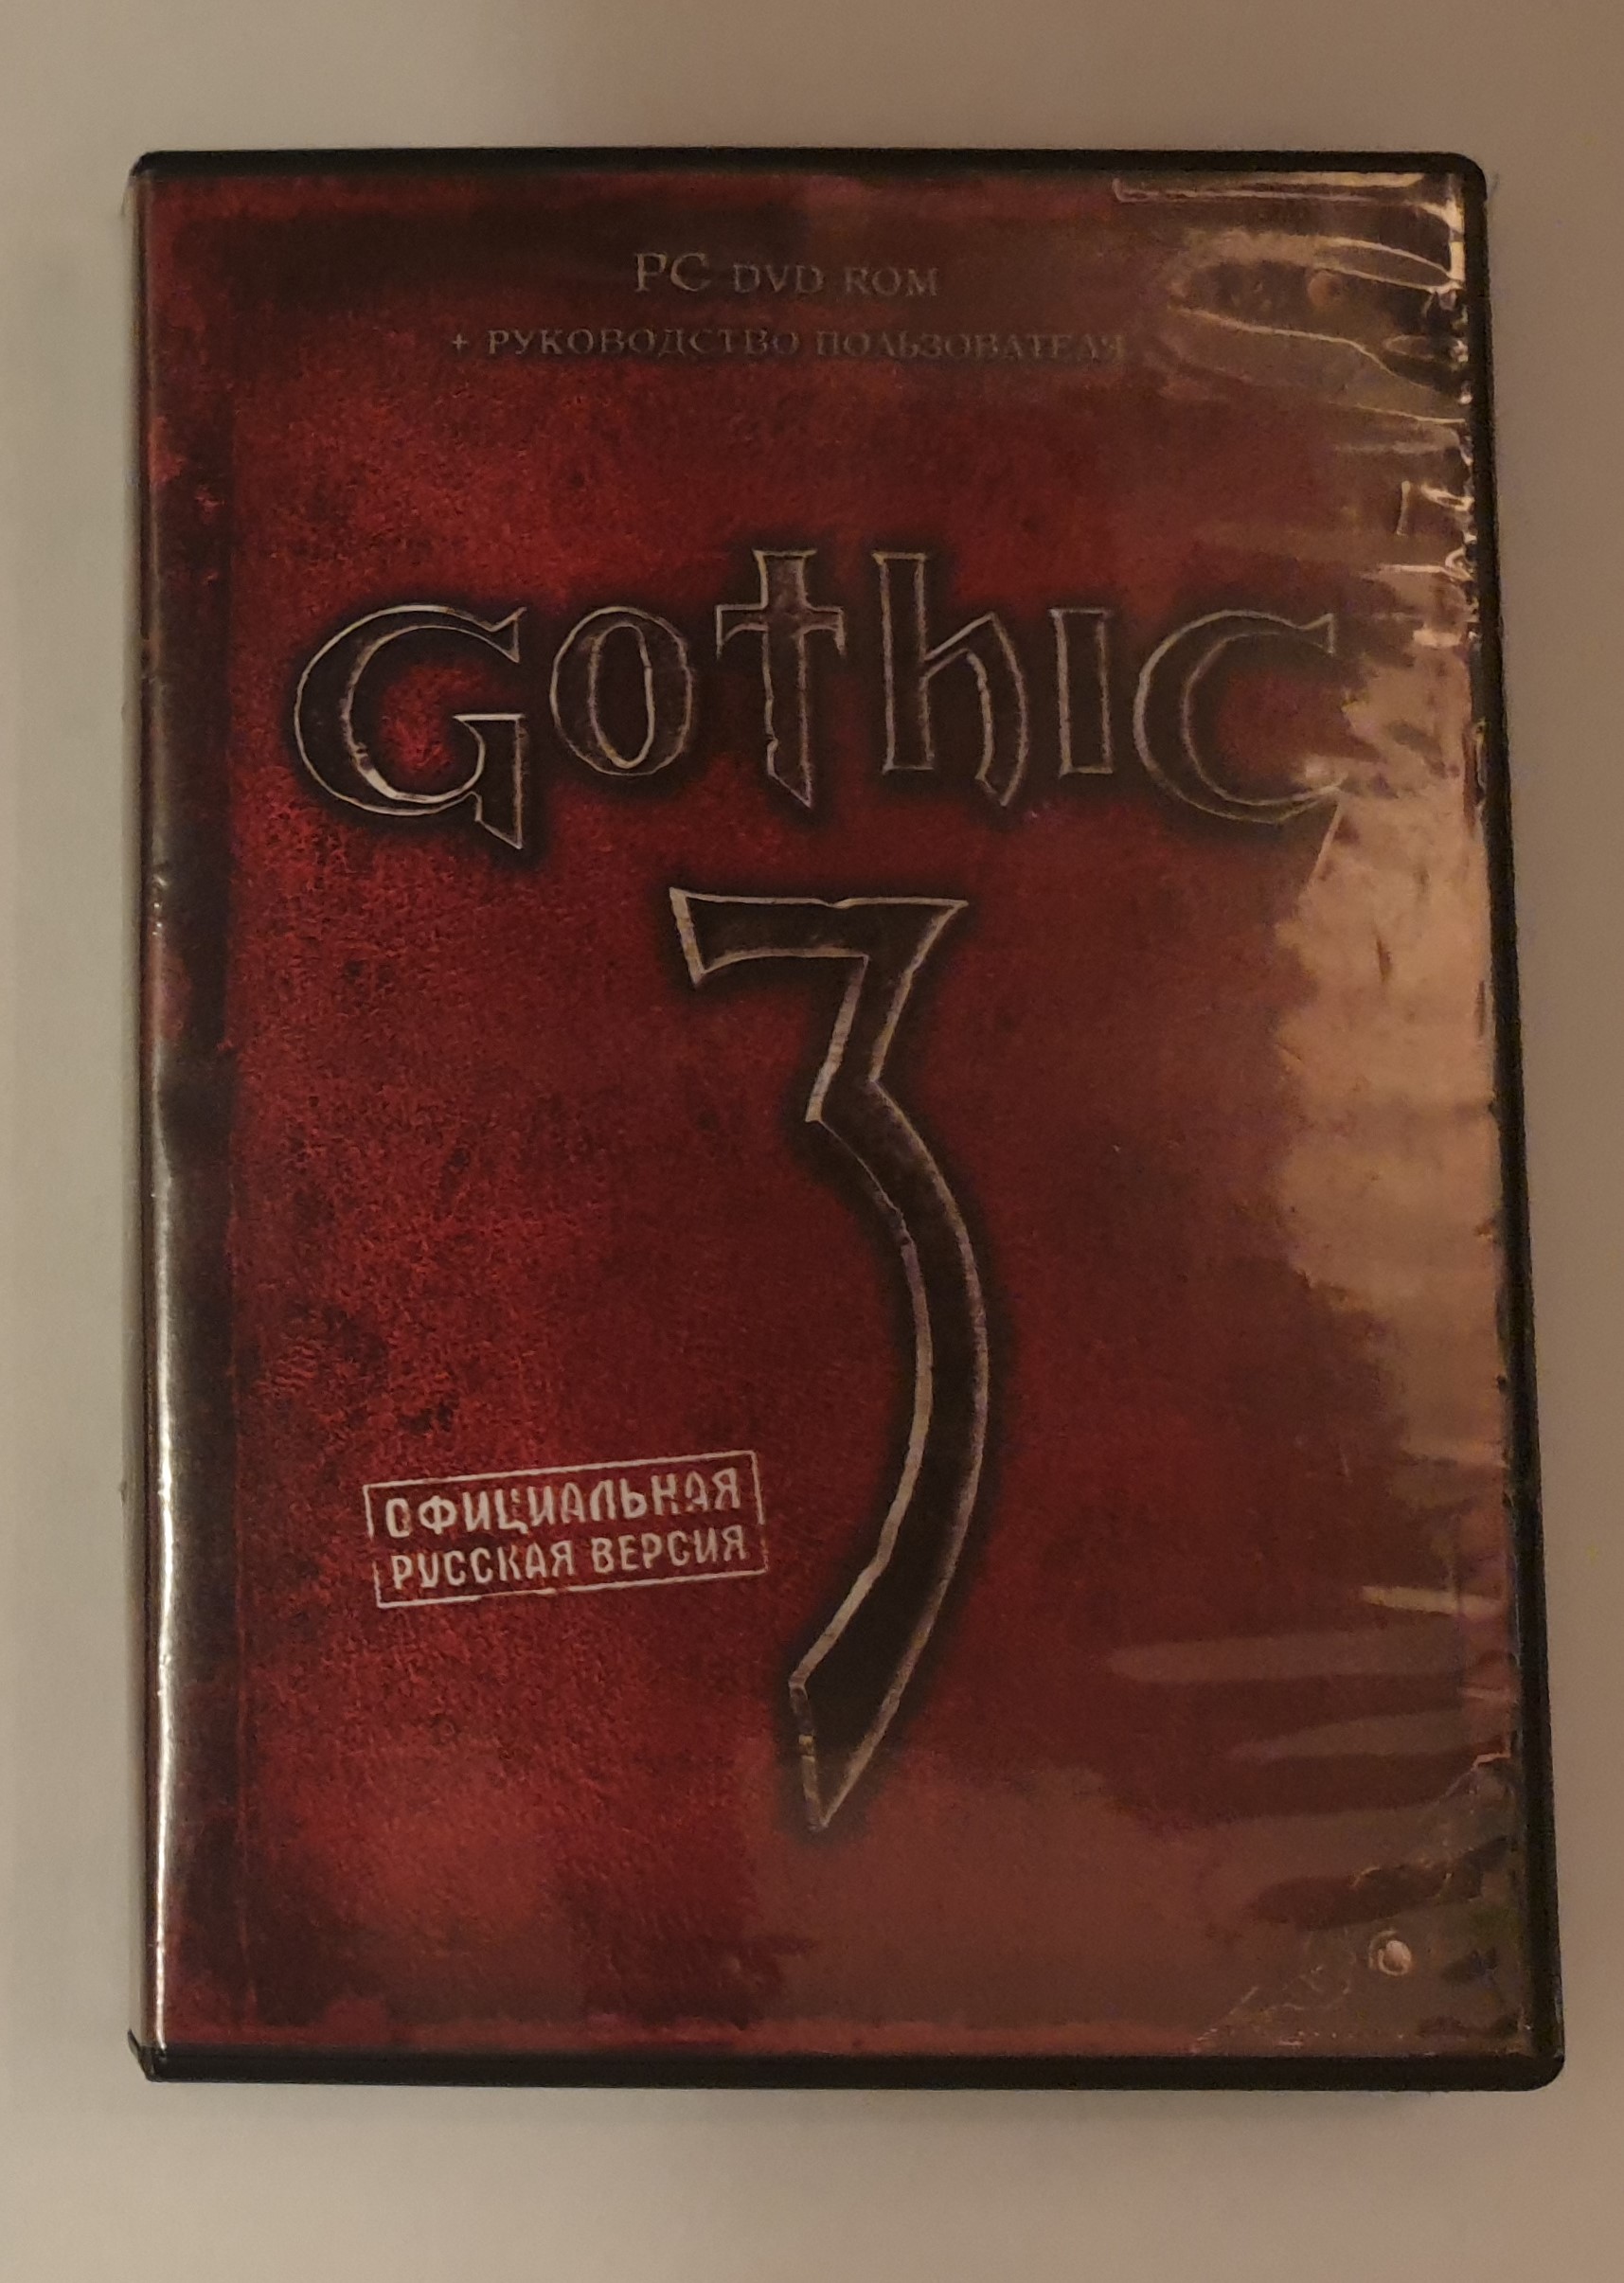 PC DVD ROM
+ РУКОВОДСТВО ПОЛЬЗОВАТЕЛЯ
GOTHIC
3
ОФИЦИАЛЬНАЯ
РУССКАЯ ВЕРСИЯ